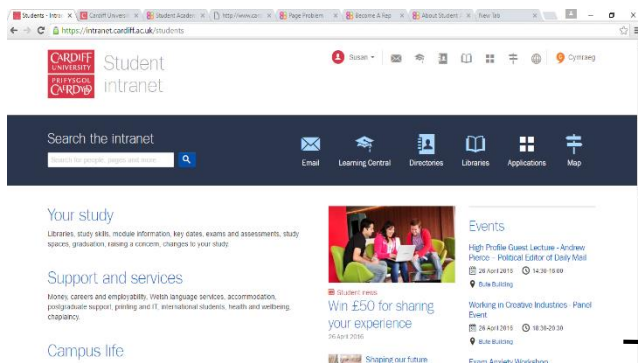 Students - Intra
Cardiff Universi
Student Academ
http://www.car
Page Problem
Become A Rep
About Student
New Tab
https://intranet.cardiff.ac.uk/students
CARDIFF
UNIVERSITY
PRIFYSGOL
CAERDYDD
Student
intranet
Susan
Cymraeg
Search the intranet
Search for people, pages and more
Email
Learning Central
Directories
Libraries
Applications
Map
Your study
Libraries, study skills, module information, key dates, exams and assessments, study
spaces, graduation, raising a concern, changes to your study.
Support and services
Money, careers and employability, Welsh language services, accommodation,
postgraduate support, printing and IT, international students, health and wellbeing,
chaplaincy.
Campus life
Student news
Win £50 for sharing
your experience
26 April 2016
Shaping our future
Events
High Profile Guest Lecture - Andrew
Pierce - Political Editor of Daily Mail
26 April 2016 14:30-16:00
Bute Building
Working in Creative Industries - Panel
Event
26 April 2016 18:30-20:30
Bute Building
Exam Anxiety Workshop